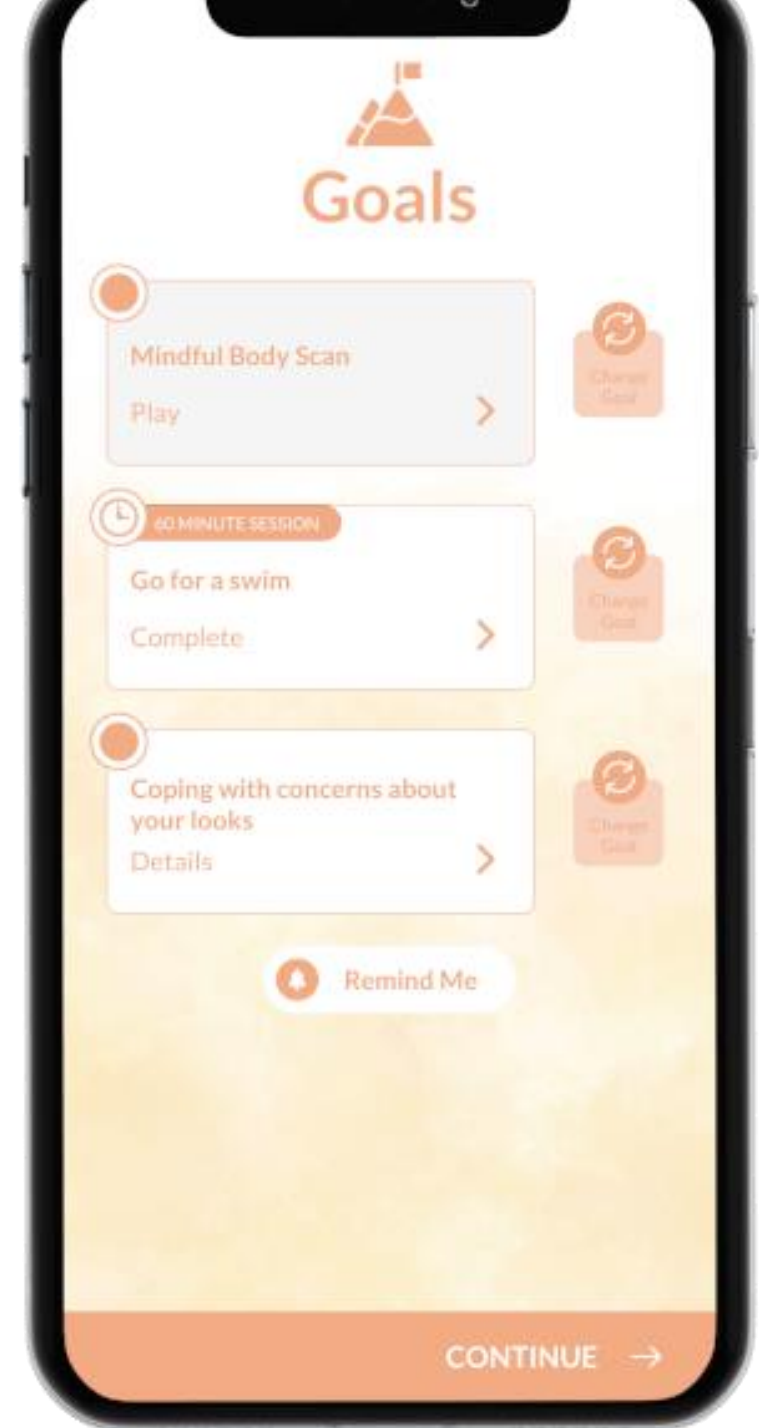 Goals
Mindful Body Scan
Play
Change
Goal
60 MINUTE SESSION
Go for a swim
Complete
Change
Goal
Coping with concerns about
your looks
Details
Change
Goal
Remind Me
CONTINUE